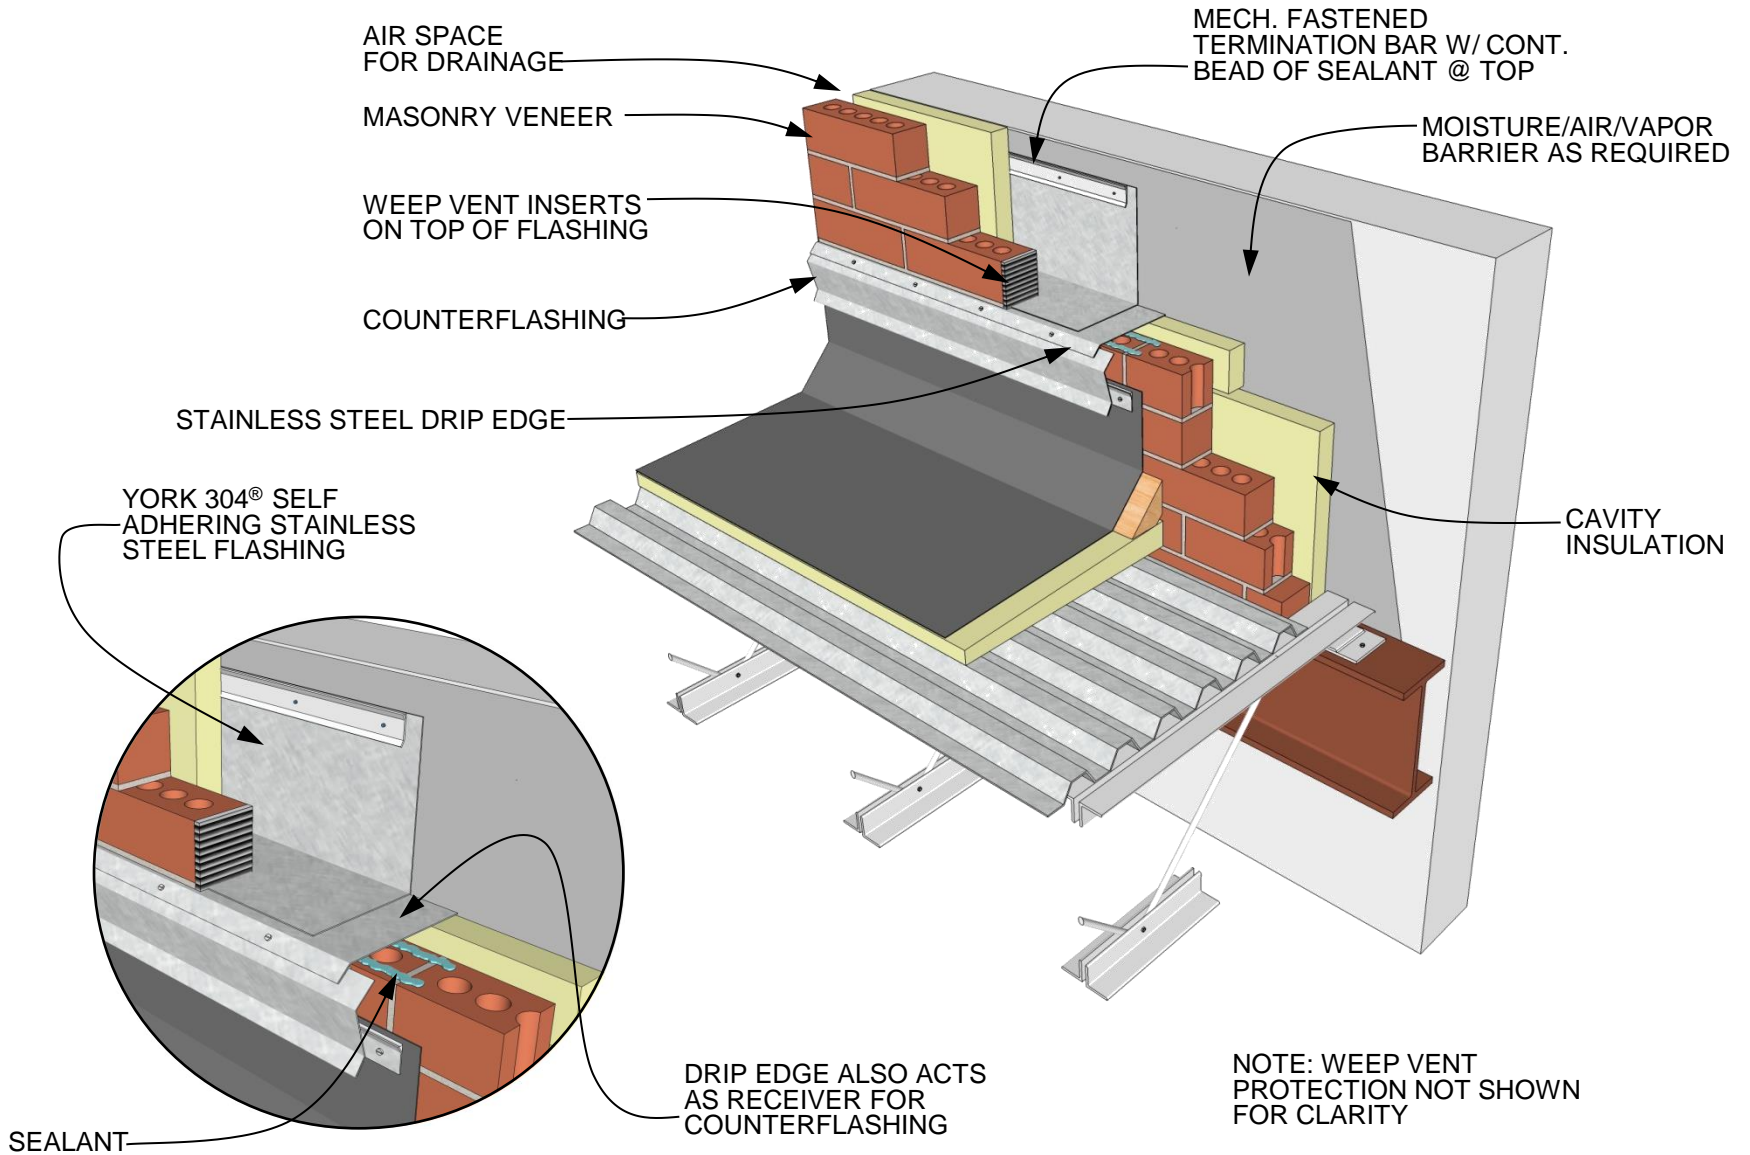 AIR SPACE
FOR DRAINAGE
MECH. FASTENED
TERMINATION BAR W/ CONT.
BEAD OF SEALANT @ TOP
MASONRY VENEER
MOISTURE/AIR/VAPOR
BARRIER AS REQUIRED
WEEP VENT INSERTS
ON TOP OF FLASHING
COUNTERFLASHING
STAINLESS STEEL DRIP EDGE
YORK 304® SELF
ADHERING STAINLESS
STEEL FLASHING
CAVITY
INSULATION
DRIP EDGE ALSO ACTS
AS RECEIVER FOR
COUNTERFLASHING
NOTE: WEEP VENT
PROTECTION NOT SHOWN
FOR CLARITY
SEALANT